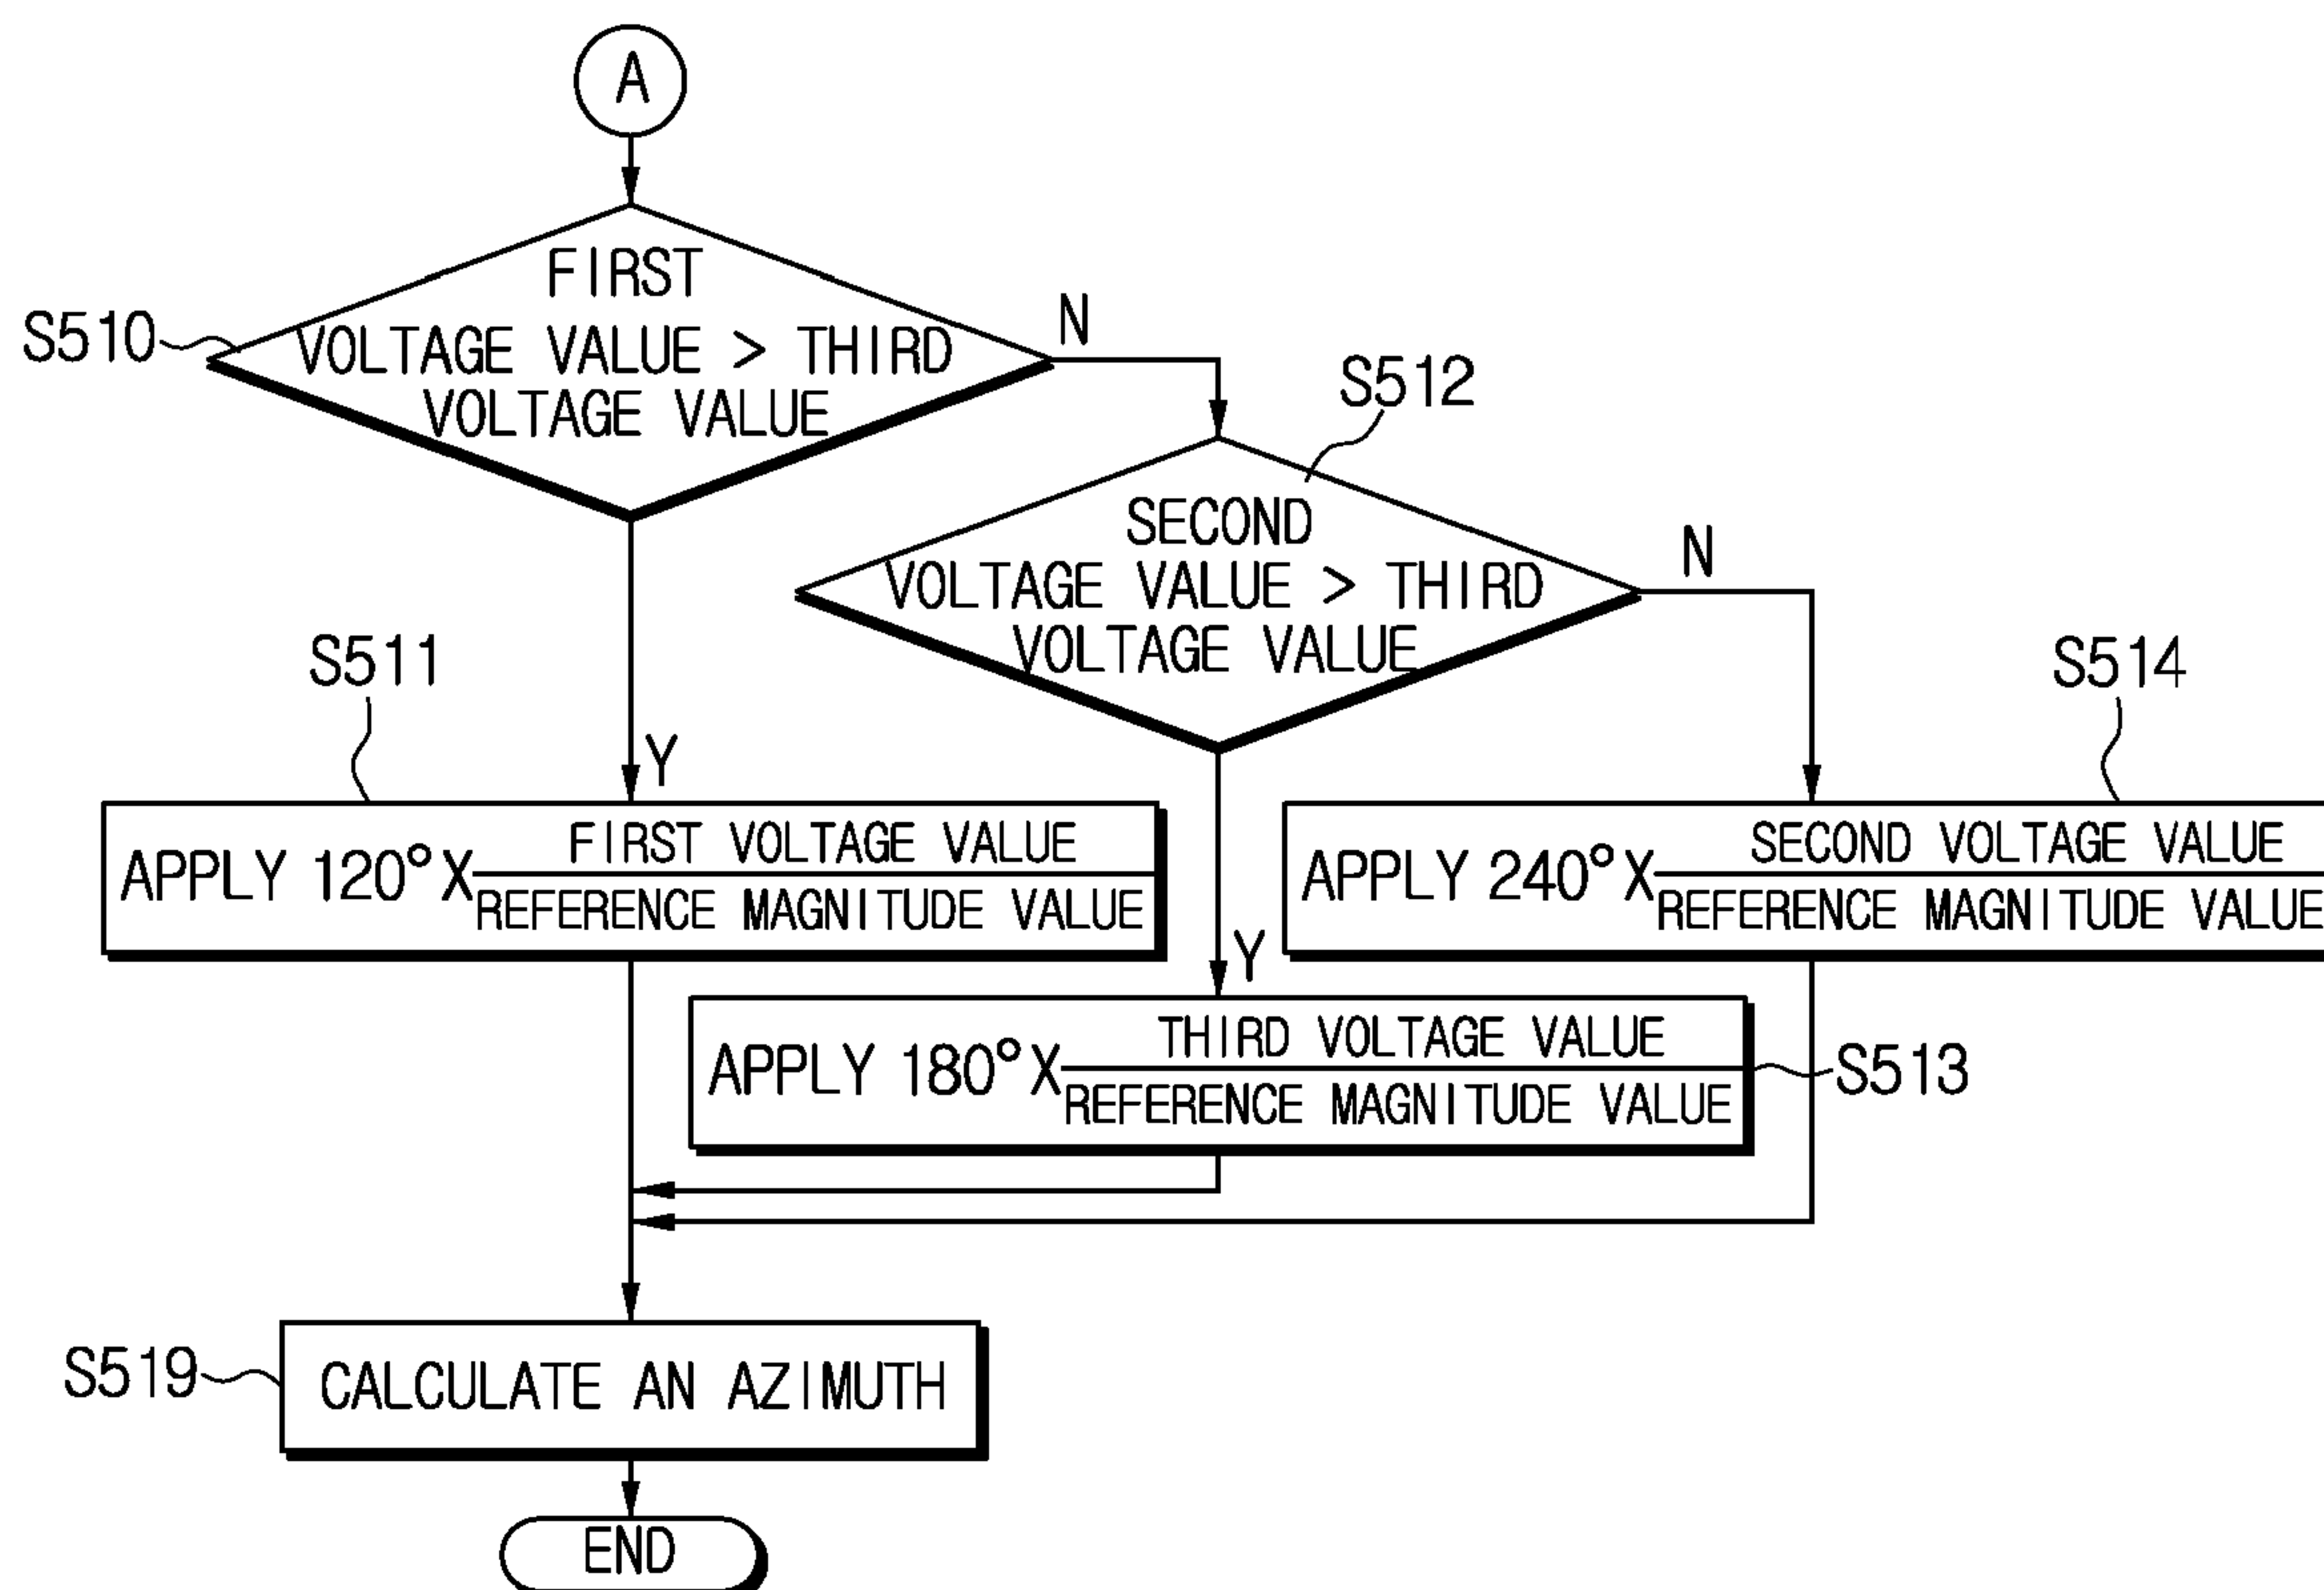 A
FIRST
VOLTAGE VALUE > THIRD
VOLTAGE VALUE
S510
N
S512
SECOND
VOLTAGE VALUE > THIRD
VOLTAGE VALUE
N
S511
Y
S514
FIRST VOLTAGE VALUE
APPLY 120°X
REFERENCE MAGNITUDE VALUE
SECOND VOLTAGE VALUE
APPLY 240°X
REFERENCE MAGNITUDE VALUE
Y
THIRD VOLTAGE VALUE
APPLY 180°X
REFERENCE MAGNITUDE VALUE
S513
S519
CALCULATE AN AZIMUTH
END